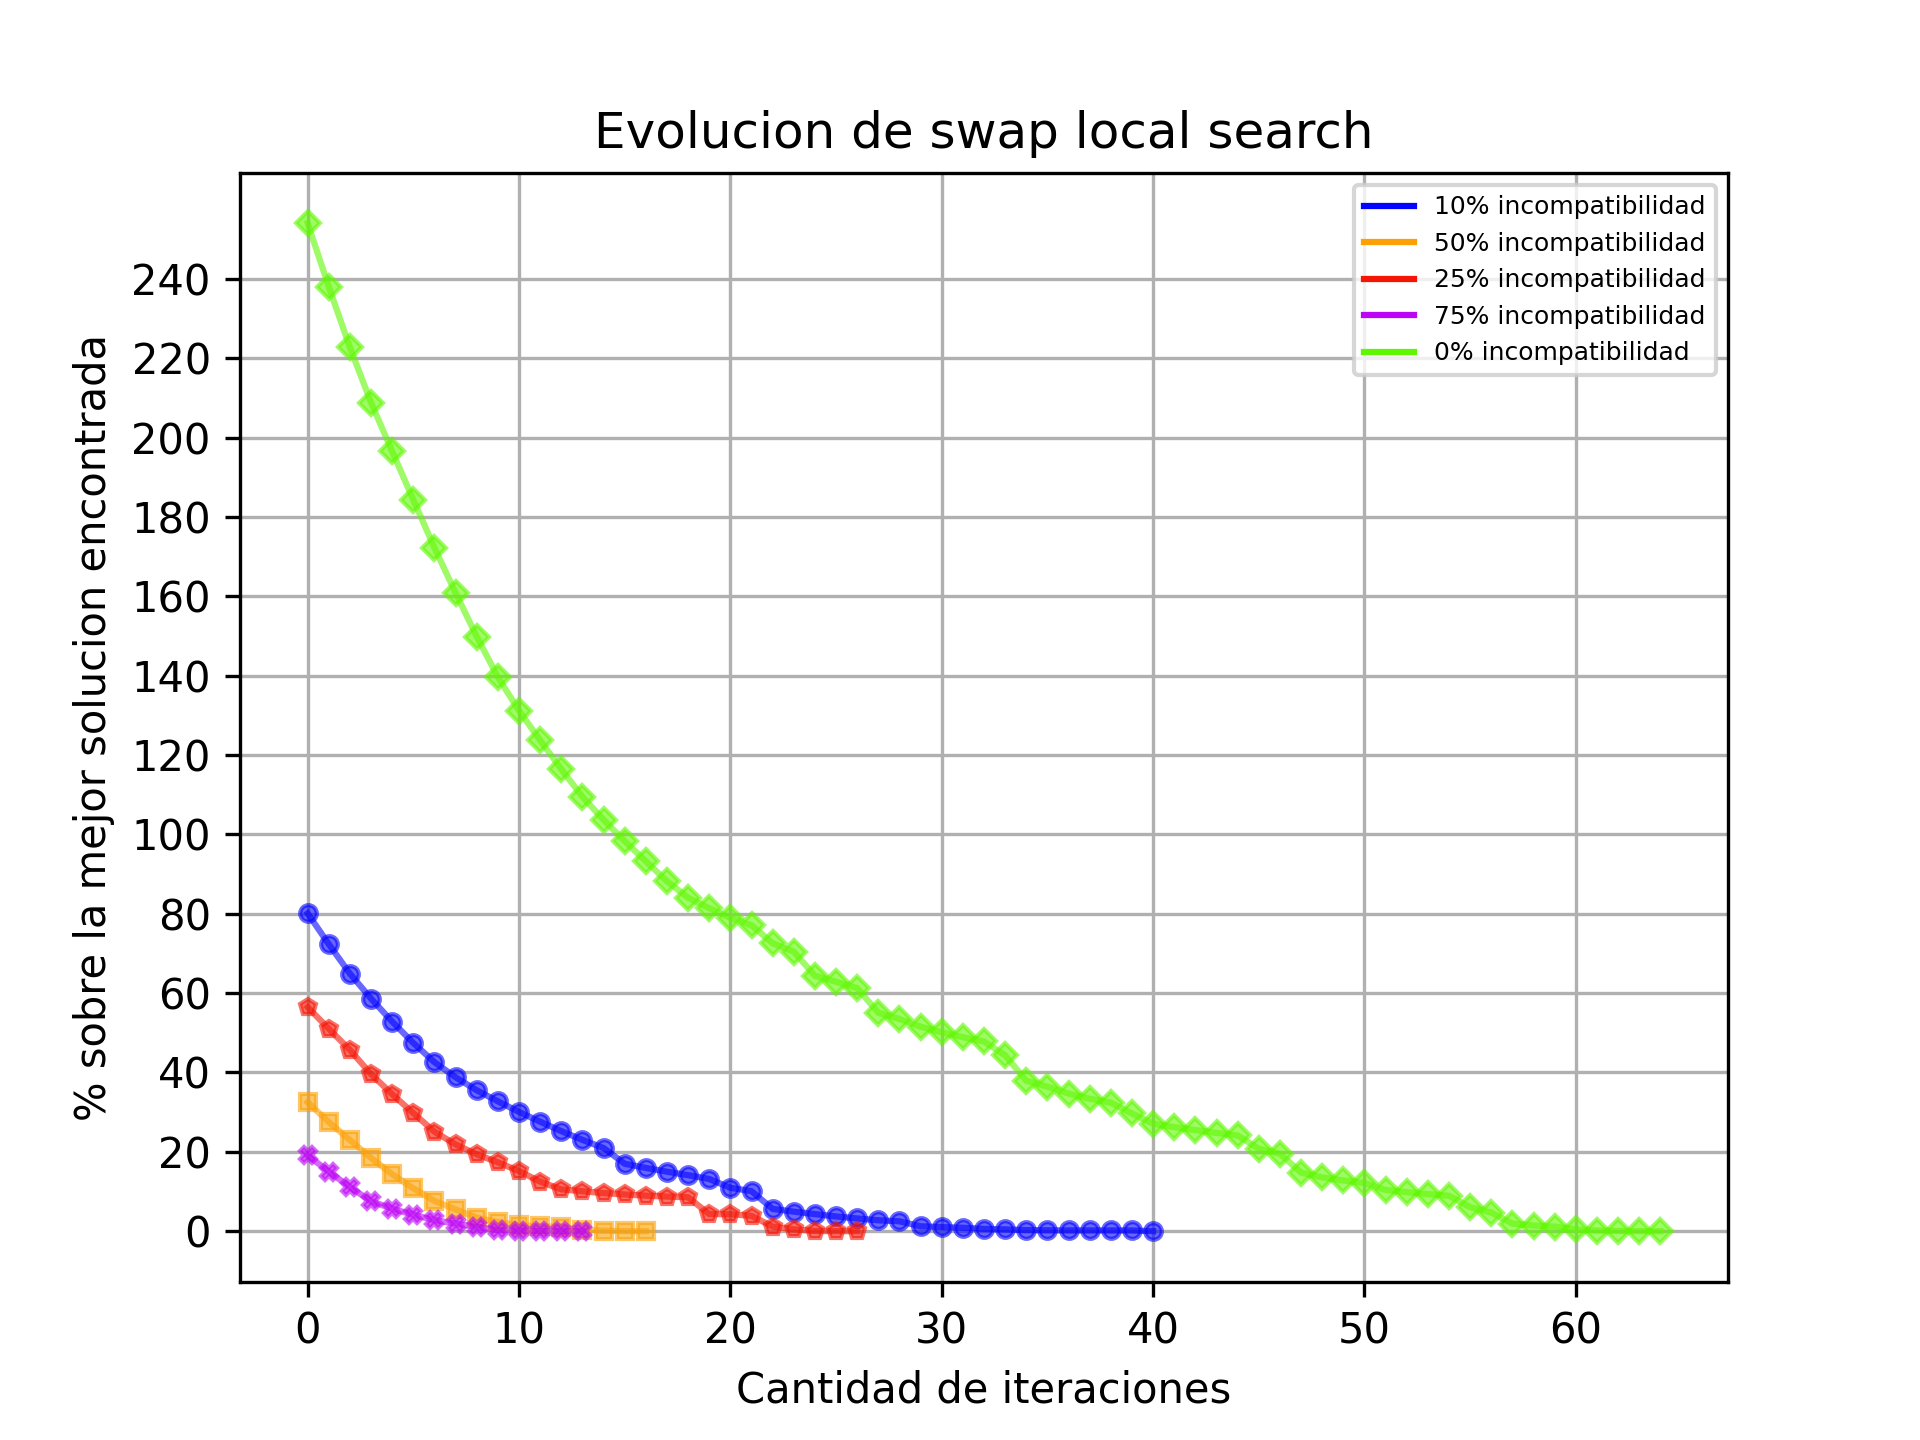 Evolucion de swap local search
10% incompatibilidad
50% incompatibilidad
25% incompatibilidad
75% incompatibilidad
0% incompatibilidad
% sobre la mejor solucion encontrada
240
220
200
180
160
140
120
100
80
60
40
20
0
0 10 20 30 40 50 60
Cantidad de iteraciones